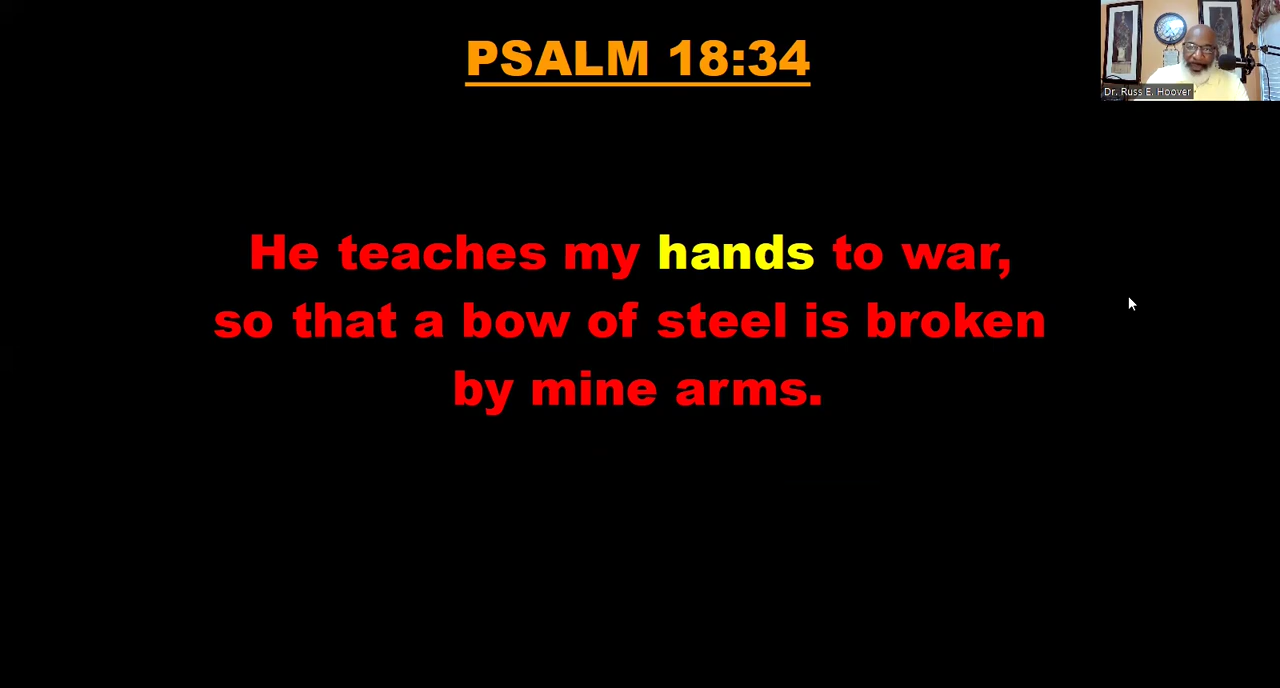 PSALM 18:34
Dr. Russ E. Hoover
He teaches my hands to war,
so that a bow of steel is broken
by mine arms.